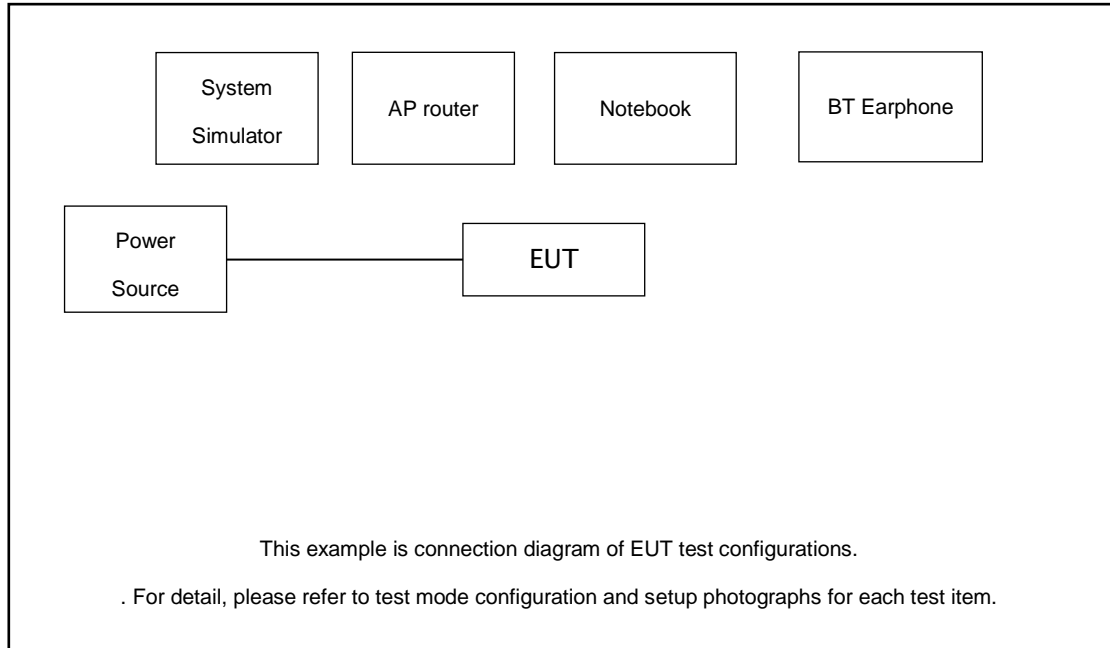 System
Simulator
AP router
Notebook
BT Earphone
Power
Source
EUT
This example is connection diagram of EUT test configurations.
. For detail, please refer to test mode configuration and setup photographs for each test item.